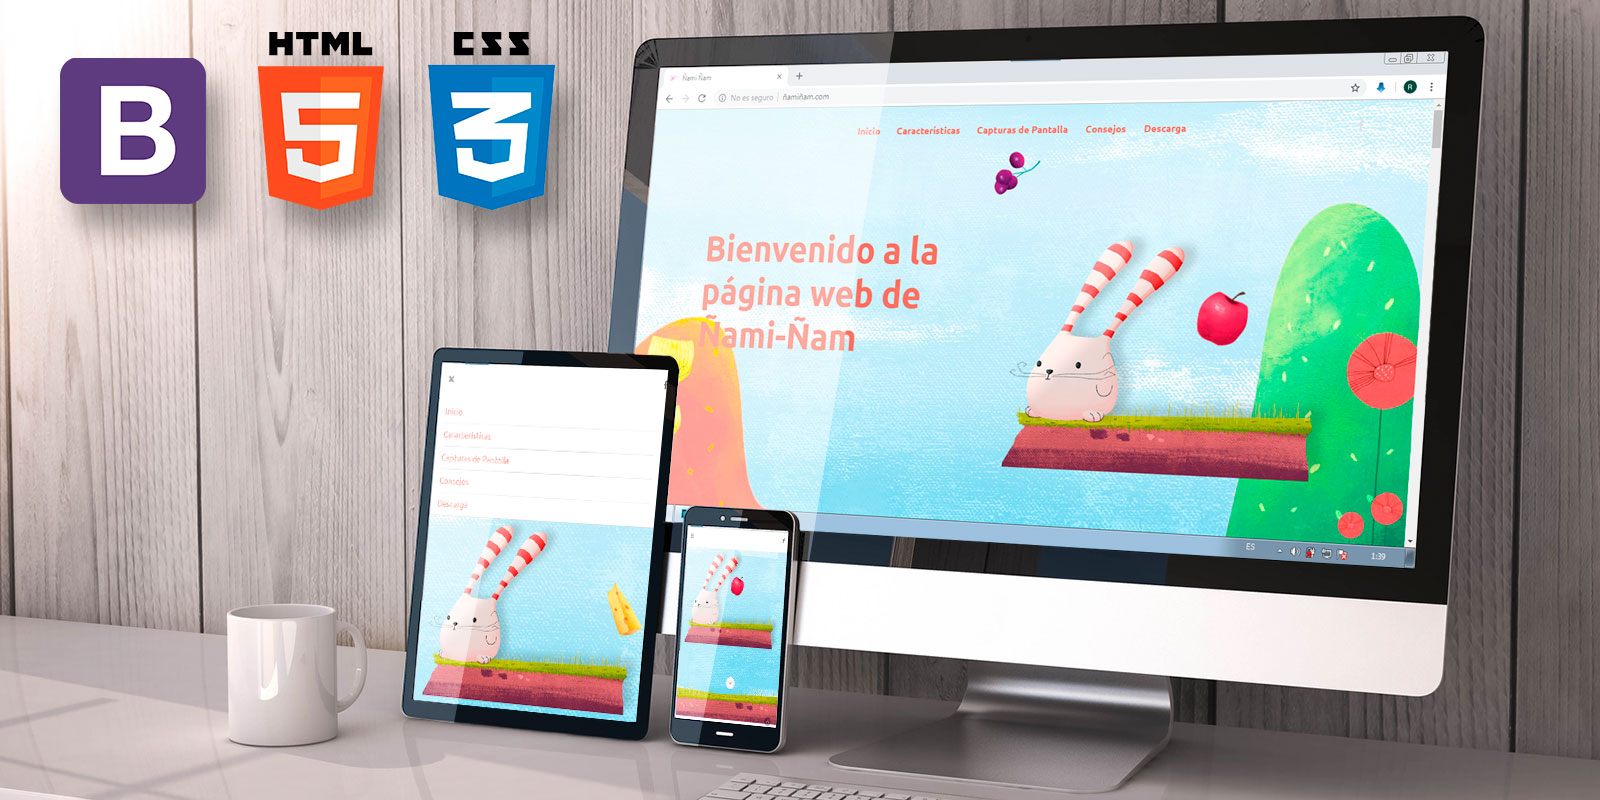 HTML
CSS
B
5
3
Ñami Ñam
No es seguro
ñamiñam.com
R
Inicio
Características
Capturas de Pantalla
Consejos
Descarga
Bienvenido a la
página web de
Ñami-Ñam
ES
1:39
Inicio
Características
Capturas de Pantalla
Consejos
Descarga
f
f